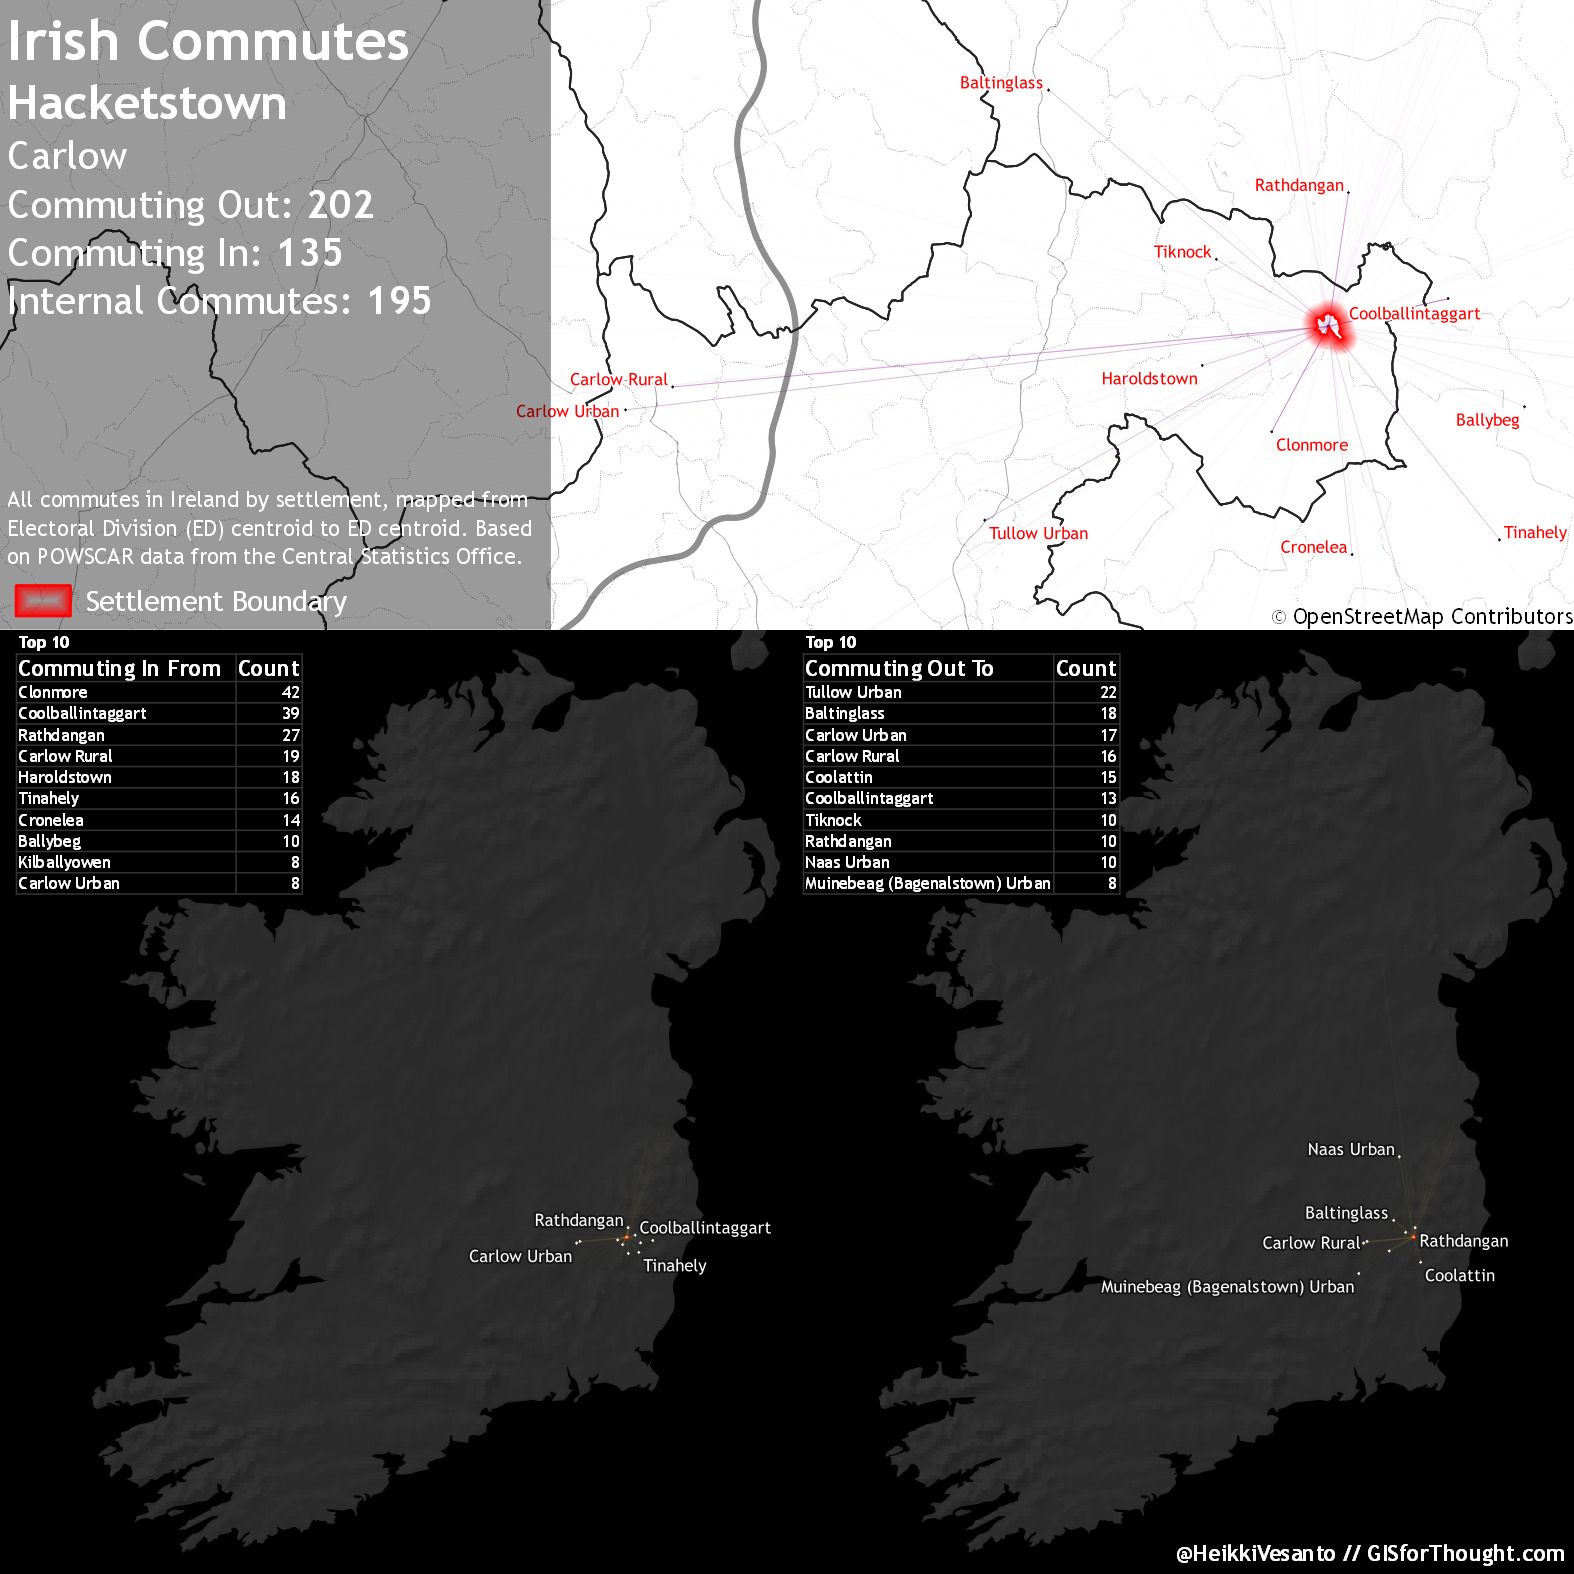 Irish Commutes
Hacketstown
Carlow
Commuting Out: 202
Commuting In: 135
Internal Commutes: 195
All commutes in Ireland by settlement, mapped from
Electoral Division (ED) centroid to ED centroid. Based
on POWSCAR data from the Central Statistics Office.
Settlement Boundary
Baltinglass
Rathdangan
Tiknock
Coolballintaggart
Carlow Rural
Haroldstown
Carlow Urban
Ballybeg
Clonmore
Tullow Urban
Tinahely
Cronelea
© OpenStreetMap Contributors
Top 10
Commuting In From Count
Clonmore 42
Coolballintaggart 39
Rathdangan 27
Carlow Rural 19
Haroldstown 18
Tinahely 16
Cronelea 14
Ballybeg 10
Kilballyowen 8
Carlow Urban 8
Top 10
Commuting Out To Count
Tullow Urban 22
Baltinglass 18
Carlow Urban 17
Carlow Rural 16
Coolattin 15
Coolballintaggart 13
Tiknock 10
Rathdangan 10
Naas Urban 10
Muinebeag (Bagenalstown) Urban 8
Rathdangan
Coolballintaggart
Carlow Urban
Tinahely
Naas Urban
Baltinglass
Carlow Rural
Rathdangan
Coolattin
Muinebeag (Bagenalstown) Urban
@HeikkiVesanto // GISforThought.com